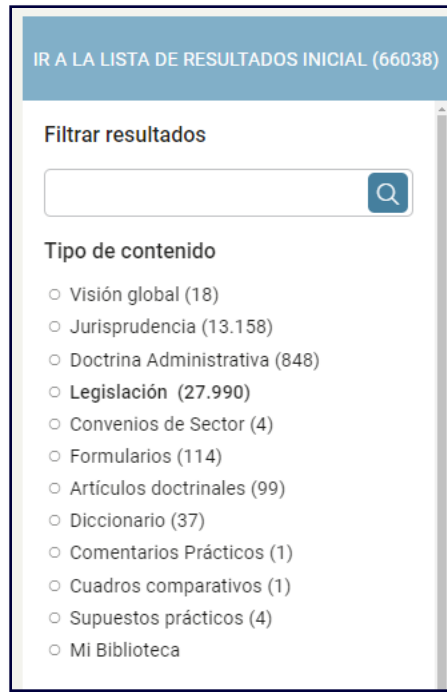 IR A LA LISTA DE RESULTADOS INICIAL (66038)
Filtrar resultados
Tipo de contenido
Visión global (18)
Jurisprudencia (13.158)
Doctrina Administrativa (848)
Legislación (27.990)
Convenios de Sector (4)
Formularios (114)
Artículos doctrinales (99)
Diccionario (37)
Comentarios Prácticos (1)
Cuadros comparativos (1)
Supuestos prácticos (4)
Mi Biblioteca